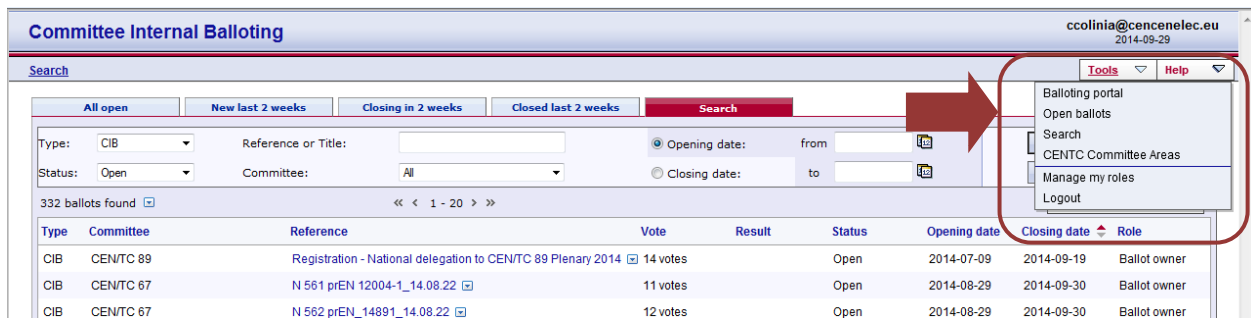 Committee Internal Balloting
ccolinia@cencenelec.eu
2014-09-29
Search
Tools Help
Balloting portal
Open ballots
Search
CENTC Committee Areas
Manage my roles
Logout
All open New last 2 weeks Closing in 2 weeks Closed last 2 weeks Search
Type: CIB Reference or Title: Opening date: from
Status: Open Committee: All Closing date: to
332 ballots found << < 1 - 20 > >>
Type Committee Reference Vote Result Status Opening date Closing date Role
CIB CEN/TC 89 Registration - National delegation to CEN/TC 89 Plenary 2014 14 votes Open 2014-07-09 2014-09-19 Ballot owner
CIB CEN/TC 67 N 561 prEN 12004-1_14.08.22 11 votes Open 2014-08-29 2014-09-30 Ballot owner
CIB CEN/TC 67 N 562 prEN_14891_14.08.22 12 votes Open 2014-08-29 2014-09-30 Ballot owner